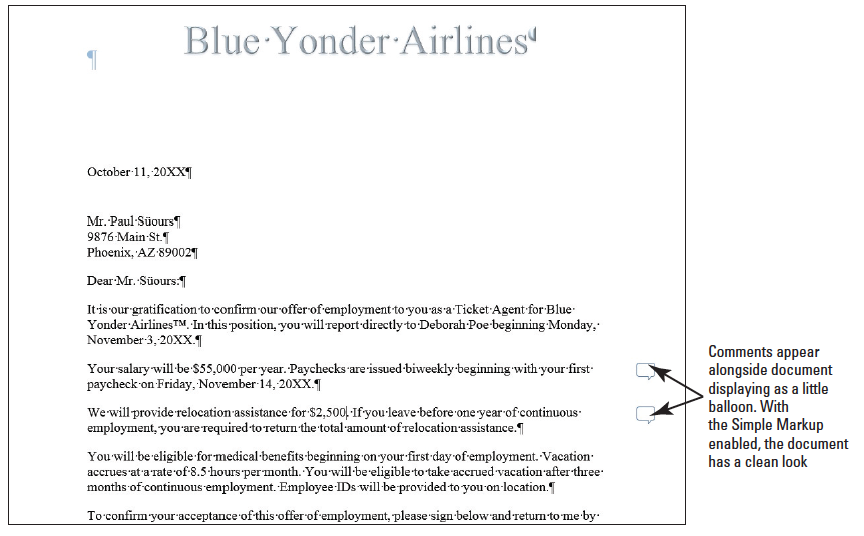 Blue Yonder Airlines¶
¶
October 11, 20XX¶
Mr. Paul Süours¶
9876 Main St.¶
Phoenix, AZ 89002¶
Dear Mr. Süours:¶
It is our gratification to confirm our offer of employment to you as a Ticket Agent for Blue
Yonder Airlines™. In this position, you will report directly to Deborah Poe beginning Monday,
November 3, 20XX.¶
Your salary will be $55,000 per year. Paychecks are issued biweekly beginning with your first
paycheck on Friday, November 14, 20XX.¶
We will provide relocation assistance for $2,500. If you leave before one year of continuous
employment, you are required to return the total amount of relocation assistance.¶
You will be eligible for medical benefits beginning on your first day of employment. Vacation
accrues at a rate of 8.5 hours per month. You will be eligible to take accrued vacation after three
months of continuous employment. Employee IDs will be provided to you on location.¶
To confirm your acceptance of this offer of employment, please sign below and return to me by
Comments appear
alongside document
displaying as a little
balloon. With
the Simple Markup
enabled, the document
has a clean look